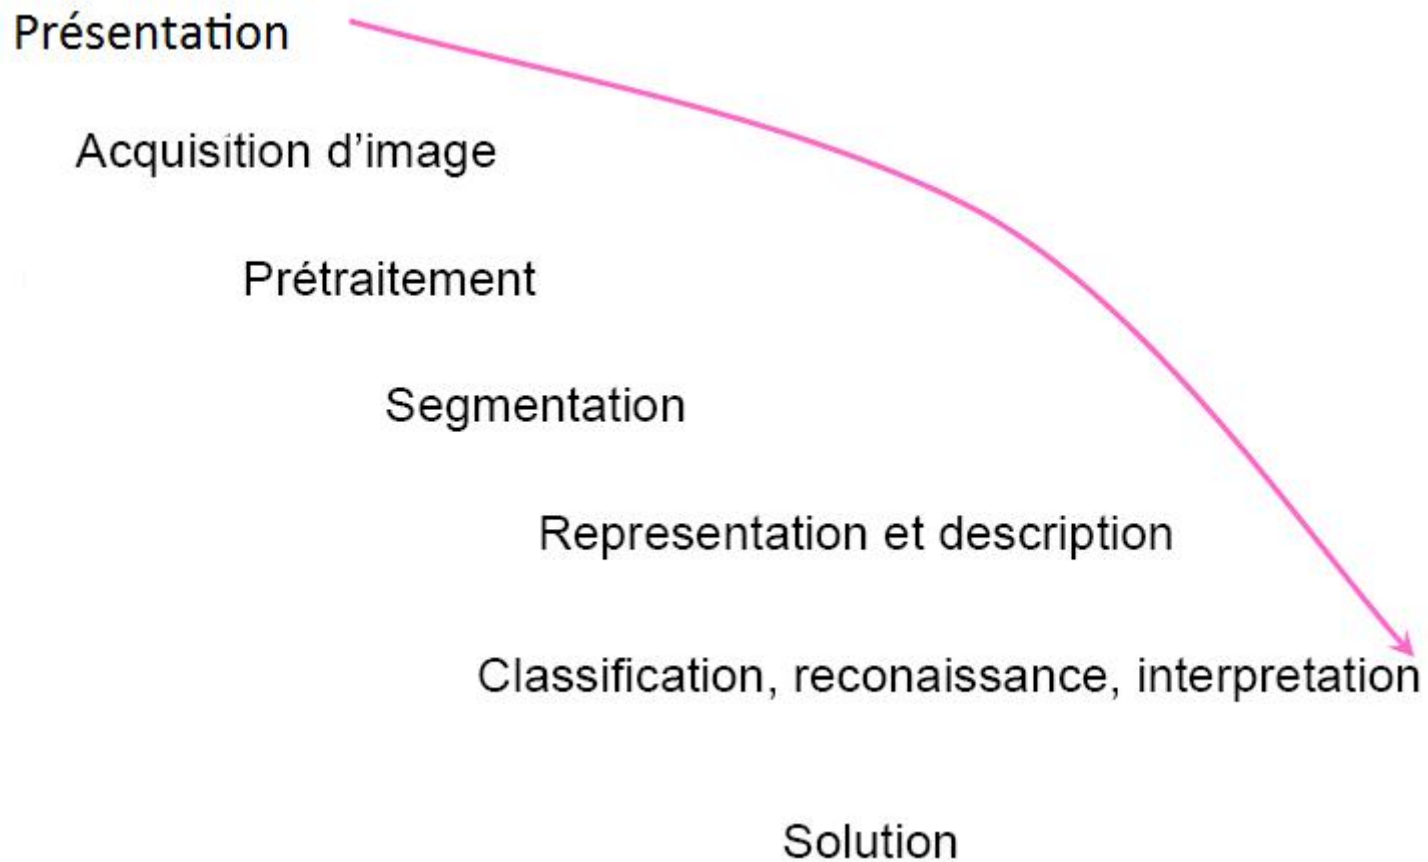 Présentation
Acquisition d’image
Prétraitement
Segmentation
Representation et description
Classification, reconaissance, interpretation
Solution